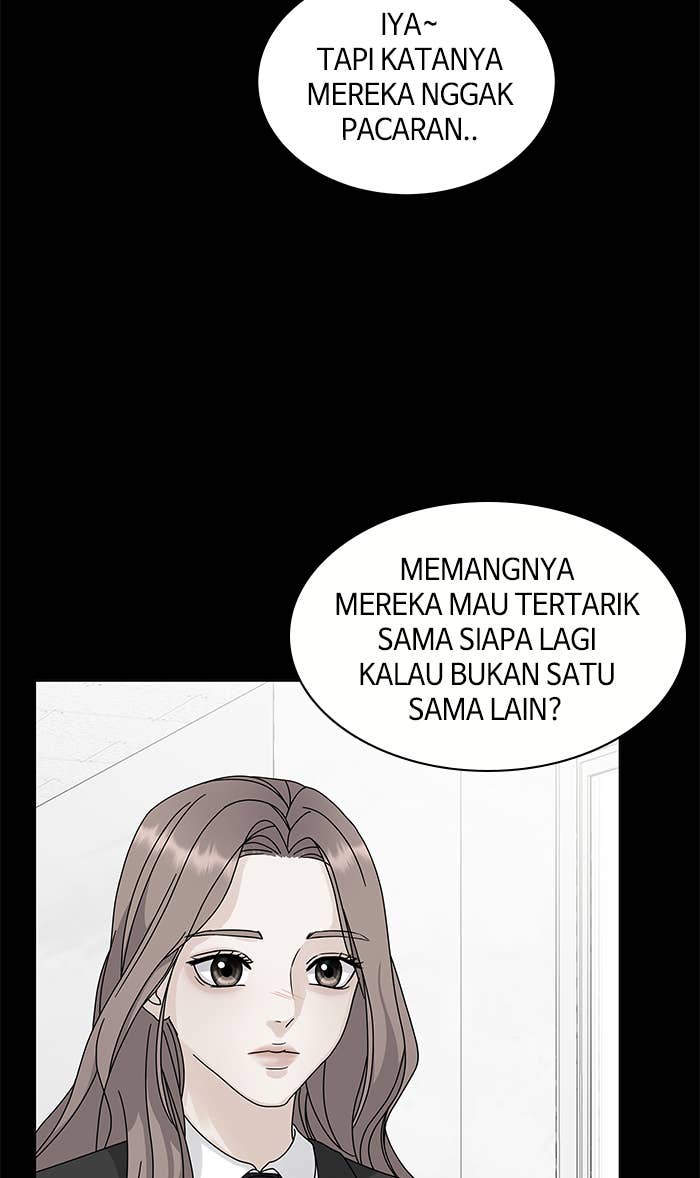 IYA~
TAPI KATANYA
MEREKA NGGAK
PACARAN..
MEMANGNYA
MEREKA MAU TERTARIK
SAMA SIAPA LAGI
KALAU BUKAN SATU
SAMA LAIN?